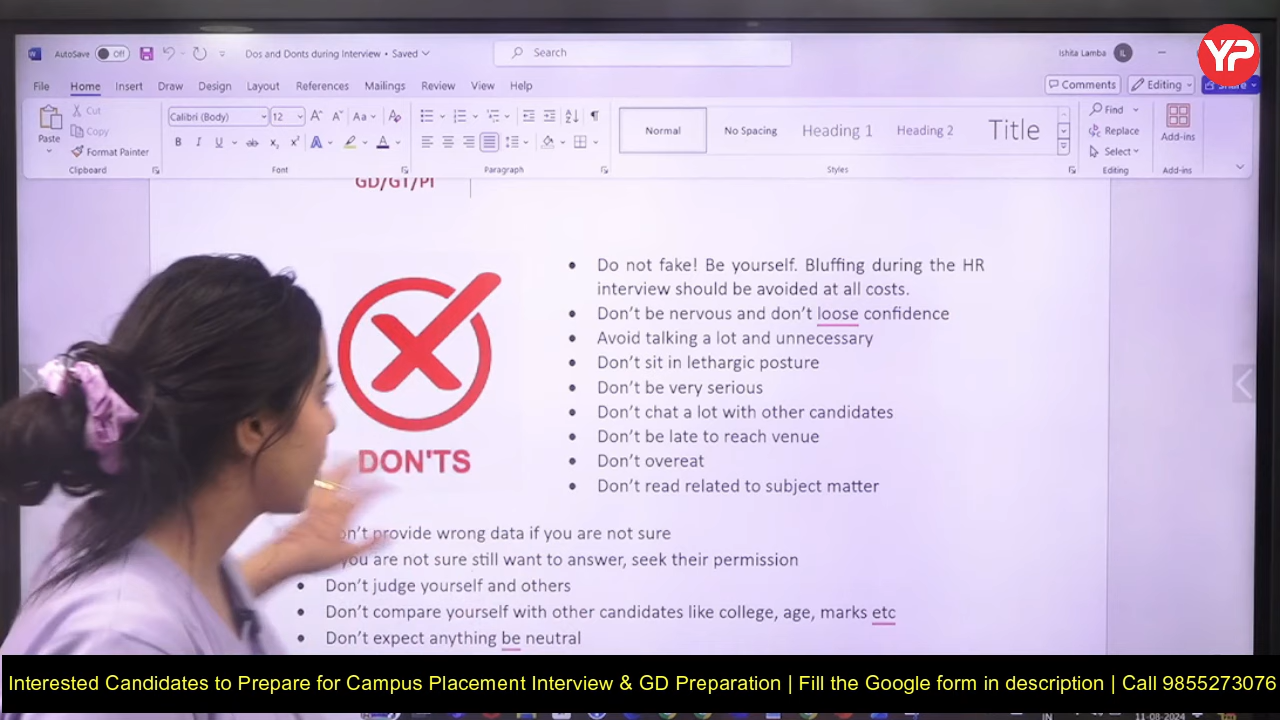 AutoSave Off Dos and Donts during Interview • Saved Search Ishita Lamba IL
YP
File Home Insert Draw Design Layout References Mailings Review View Help Comments Editing Share
Cut
Copy
Paste Format Painter
Calibri (Body) 12
Normal No Spacing Heading 1 Heading 2 Title
Find
Replace
Select
Add-ins
Clipboard Font Paragraph Styles Editing Add-ins
GD/GT/PI
• Do not fake! Be yourself. Bluffing during the HR
interview should be avoided at all costs.
• Don't be nervous and don't loose confidence
• Avoid talking a lot and unnecessary
• Don't sit in lethargic posture
• Don't be very serious
• Don't chat a lot with other candidates
• Don't be late to reach venue
• Don't overeat
• Don't read related to subject matter
DON'TS
on't provide wrong data if you are not sure
you are not sure still want to answer, seek their permission
• Don't judge yourself and others
• Don't compare yourself with other candidates like college, age, marks etc
• Don't expect anything be neutral
Interested Candidates to Prepare for Campus Placement Interview & GD Preparation | Fill the Google form in description | Call 9855273076
IN 11-08-2024